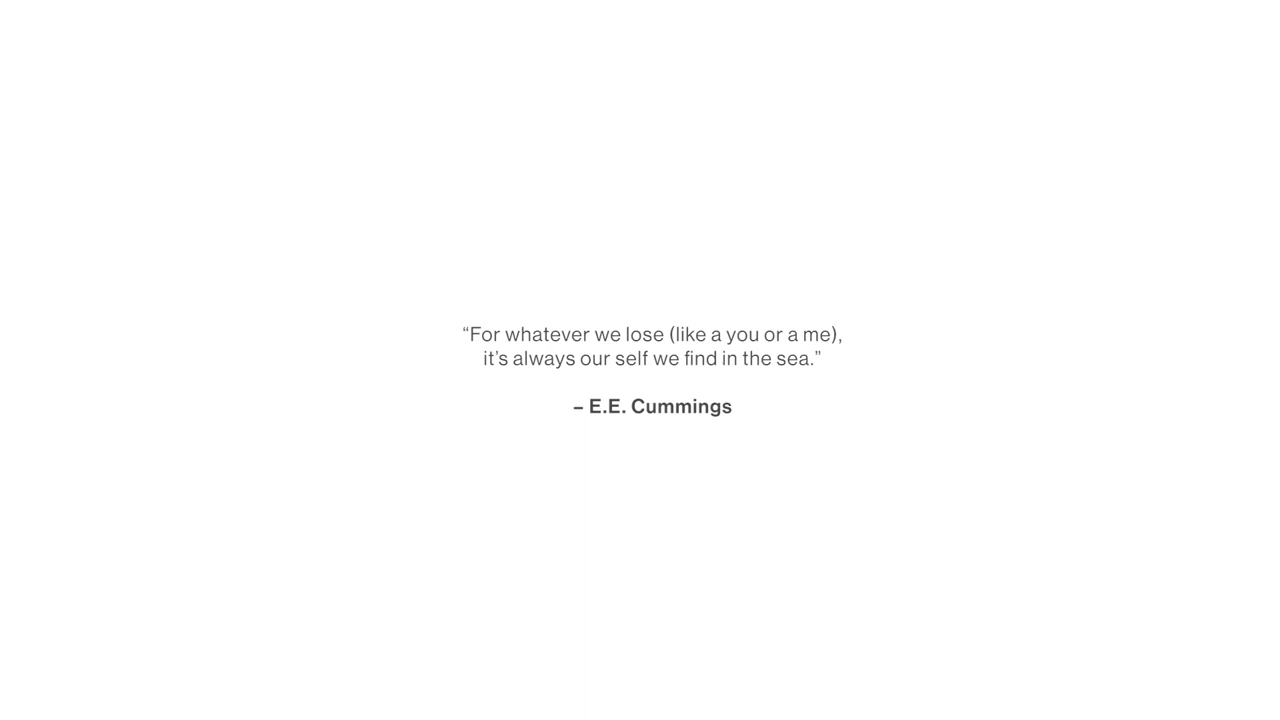 “For whatever we lose (like a you or a me),
it’s always our self we find in the sea.”
– E.E. Cummings